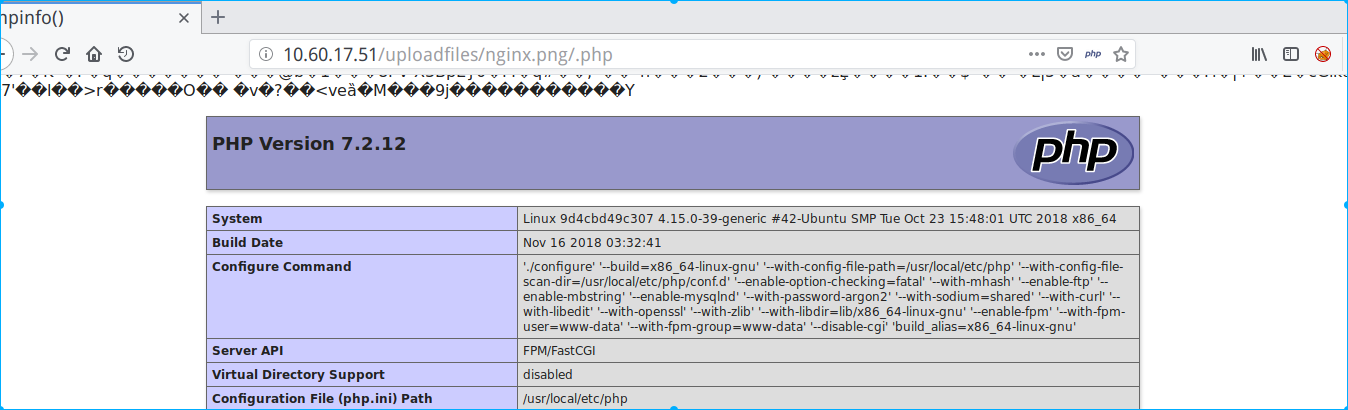 npinfo()
10.60.17.51/uploadfiles/nginx.png/.php
php
PHP Version 7.2.12
php
System
Linux 9d4cbd49c307 4.15.0-39-generic #42-Ubuntu SMP Tue Oct 23 15:48:01 UTC 2018 x86_64
Build Date
Nov 16 2018 03:32:41
Configure Command
'./configure' '--build=x86_64-linux-gnu' '--with-config-file-path=/usr/local/etc/php' '--with-config-file-
scan-dir=/usr/local/etc/php/conf.d' '--enable-option-checking=fatal' '--with-mhash' '--enable-ftp' '--
enable-mbstring' '--enable-mysqlnd' '--with-password-argon2' '--with-sodium=shared' '--with-curl' '--
with-libedit' '--with-openssl' '--with-zlib' '--with-libdir=lib/x86_64-linux-gnu' '--enable-fpm' '--with-fpm-
user=www-data' '--with-fpm-group=www-data' '--disable-cgi' 'build_alias=x86_64-linux-gnu'
Server API
FPM/FastCGI
Virtual Directory Support
disabled
Configuration File (php.ini) Path
/usr/local/etc/php